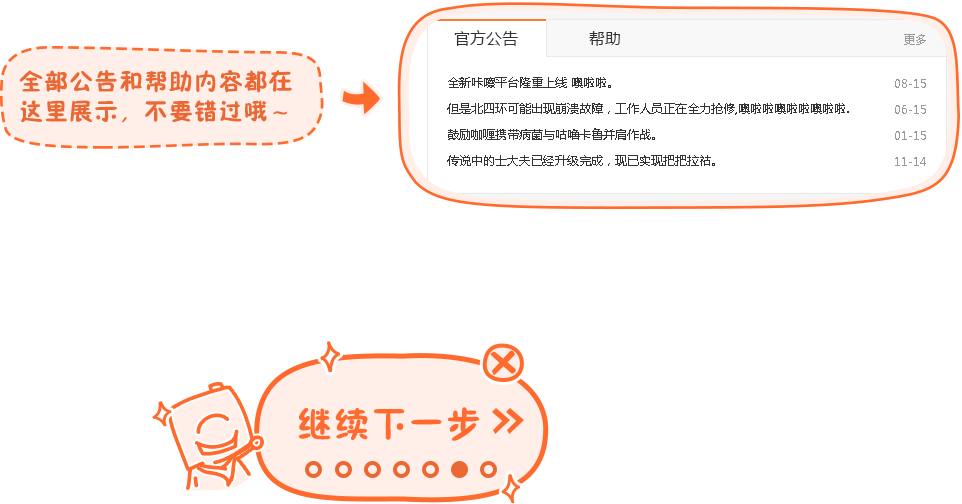 全部公告和帮助内容都在
这里展示，不要错过哦～
官方公告 帮助 更多
全新咔嚓平台隆重上线 噢啦啦。 08-15
但是北四环可能出现崩溃故障，工作人员正在全力抢修,噢啦啦噢啦啦噢啦啦. 06-15
鼓励咖喱携带病菌与咕噜卡鲁并肩作战。 01-15
传说中的士大夫已经升级完成，现已实现把把拉祜。 11-14
继续下一步